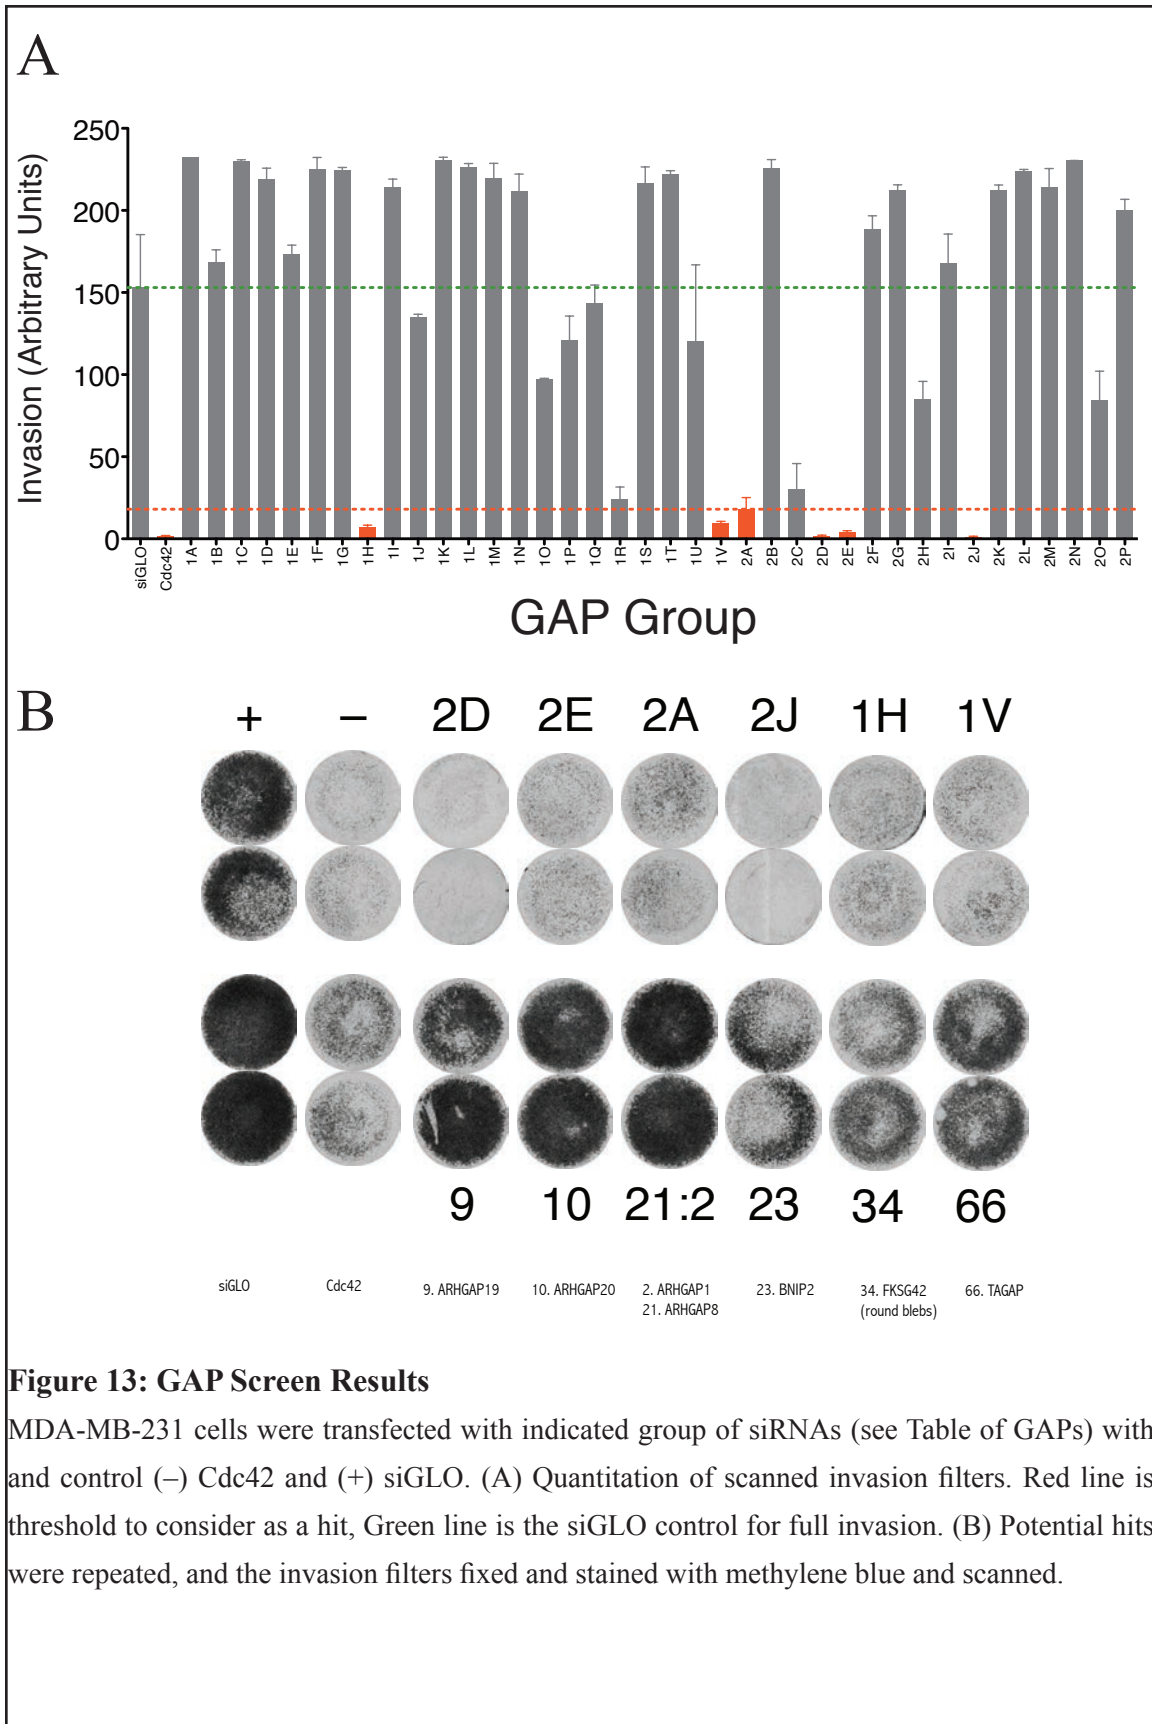 A
Invasion (Arbitrary Units)
250
200
150
100
50
0
siGLO Cdc42 1A 1B 1C 1D 1E 1F 1G 1H 1I 1J 1K 1L 1M 1N 1O 1P 1Q 1R 1S 1T 1U 1V 2A 2B 2C 2D 2E 2F 2G 2H 2I 2J 2K 2L 2M 2N 2O 2P
GAP Group
B
+ – 2D 2E 2A 2J 1H 1V
9 10 21:2 23 34 66
siGLO Cdc42 9. ARHGAP19 10. ARHGAP20 2. ARHGAP1 23. BNIP2 34. FKSG42 66. TAGAP
21. ARHGAP8 (round blebs)
Figure 13: GAP Screen Results
MDA-MB-231 cells were transfected with indicated group of siRNAs (see Table of GAPs) with
and control (–) Cdc42 and (+) siGLO. (A) Quantitation of scanned invasion filters. Red line is
threshold to consider as a hit, Green line is the siGLO control for full invasion. (B) Potential hits
were repeated, and the invasion filters fixed and stained with methylene blue and scanned.